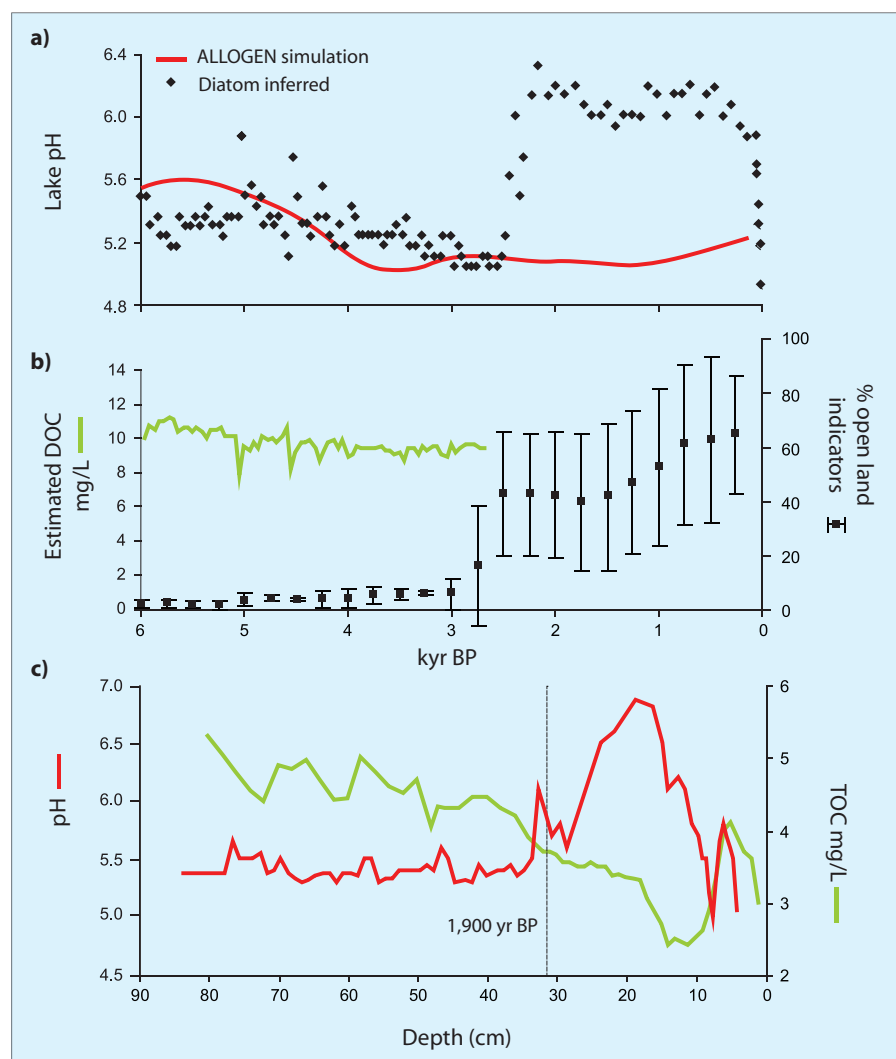 a)
ALLOGEN simulation
Diatom inferred
Lake pH
6.4
6.0
5.6
5.2
4.8
b)
Estimated DOC
mg/L
14
12
10
8
6
4
2
0
100
80
60
40
20
0
% open land
indicators
6 5 4 3 2 1 0
kyr BP
c)
pH
7.0
6.5
6.0
5.5
5.0
4.5
6
5
4
3
2
TOC mg/L
1,900 yr BP
90 80 70 60 50 40 30 20 10 0
Depth (cm)